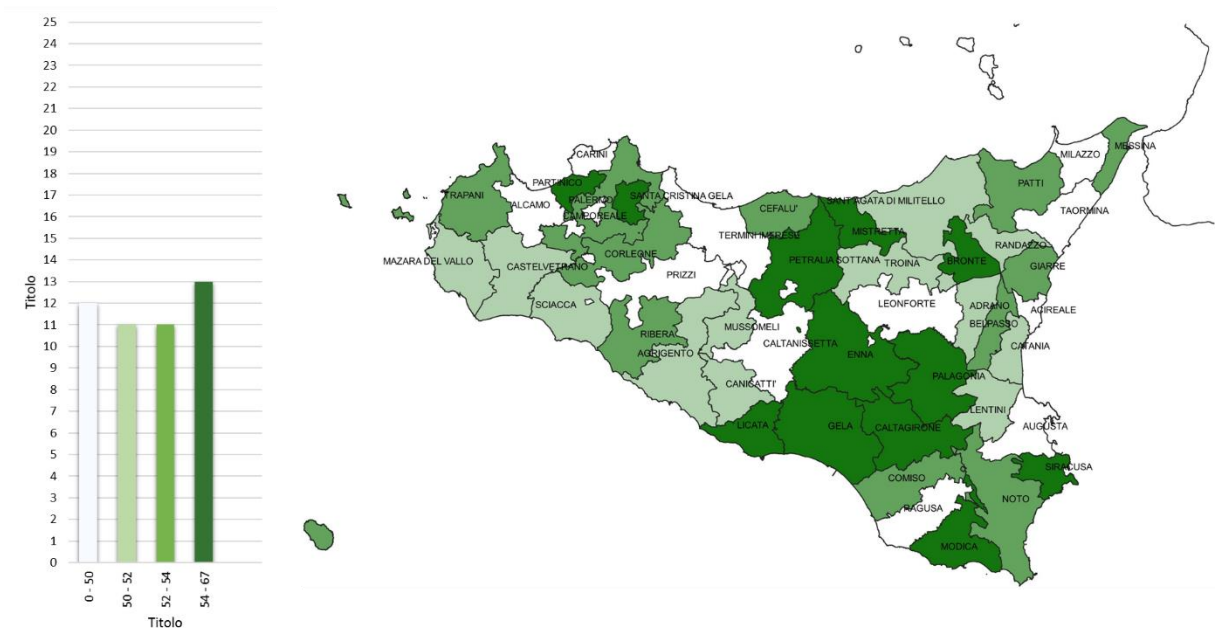 25
24
23
22
21
20
19
18
17
16
15
14
13
12
11
10
9
8
7
6
5
4
3
2
1
0
Titolo
0 - 50
50 - 52
52 - 54
54 - 67
Titolo
CARINI
MILAZZO
MESSINA
PARTINICO
PATTI
TRAPANI
SANTA CRISTINA GELA
ALCAMO
PALERMO
SANT'AGATA DI MILITELLO
CAMPOREALE
CEFALU'
TAORMINA
TERMINI IMERESE
MISTRETTA
RANDAZZO
CORLEONE
MAZARA DEL VALLO
CASTELVETRANO
PETRALIA SOTTANA
TROINA
BRONTE
GIARRE
PRIZZI
SCIACCA
LEONFORTE
ADRANO
ACIREALE
MUSSOMELI
BELPASSO
RIBERA
CALTANISSETTA
CATANIA
AGRIGENTO
ENNA
PALAGONIA
CANICATTI'
LENTINI
LICATA
GELA
CALTAGIRONE
AUGUSTA
SIRACUSA
COMISO
NOTO
RAGUSA
MODICA